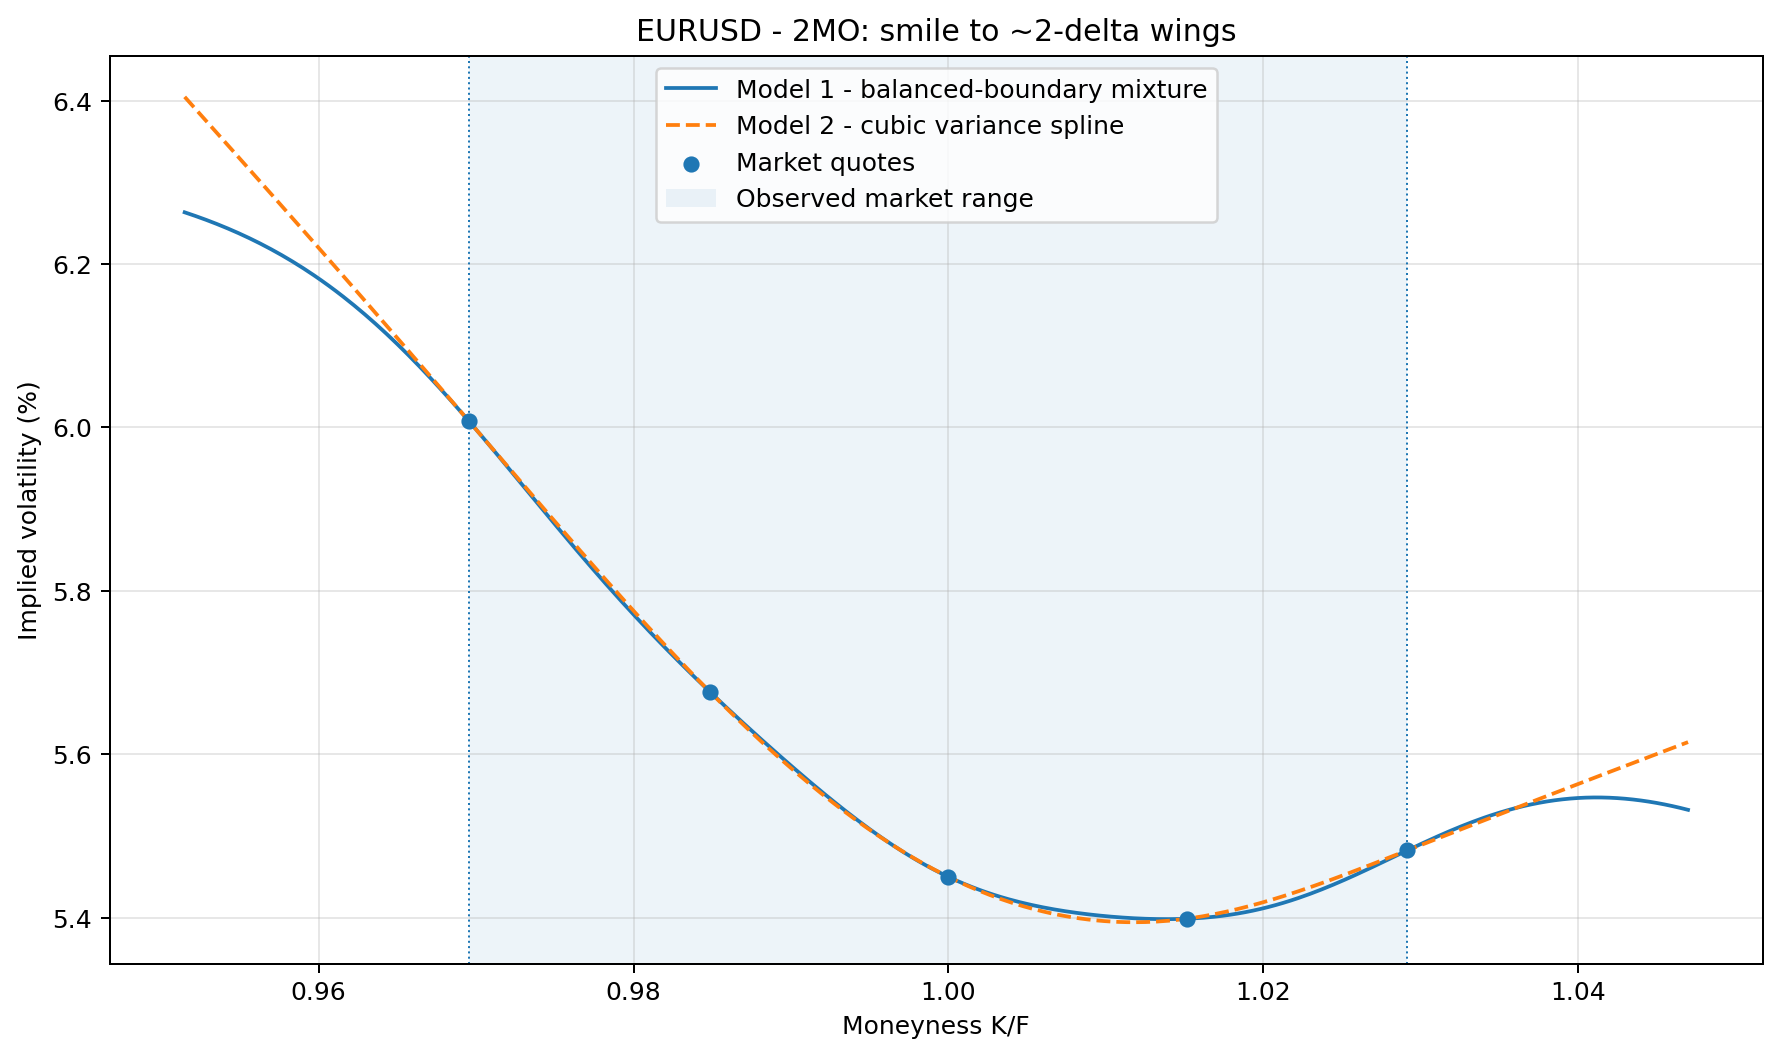 EURUSD - 2MO: smile to ~2-delta wings
Model 1 - balanced-boundary mixture
Model 2 - cubic variance spline
Market quotes
Observed market range
Implied volatility (%)
6.4
6.2
6.0
5.8
5.6
5.4
0.96
0.98
1.00
1.02
1.04
Moneyness K/F